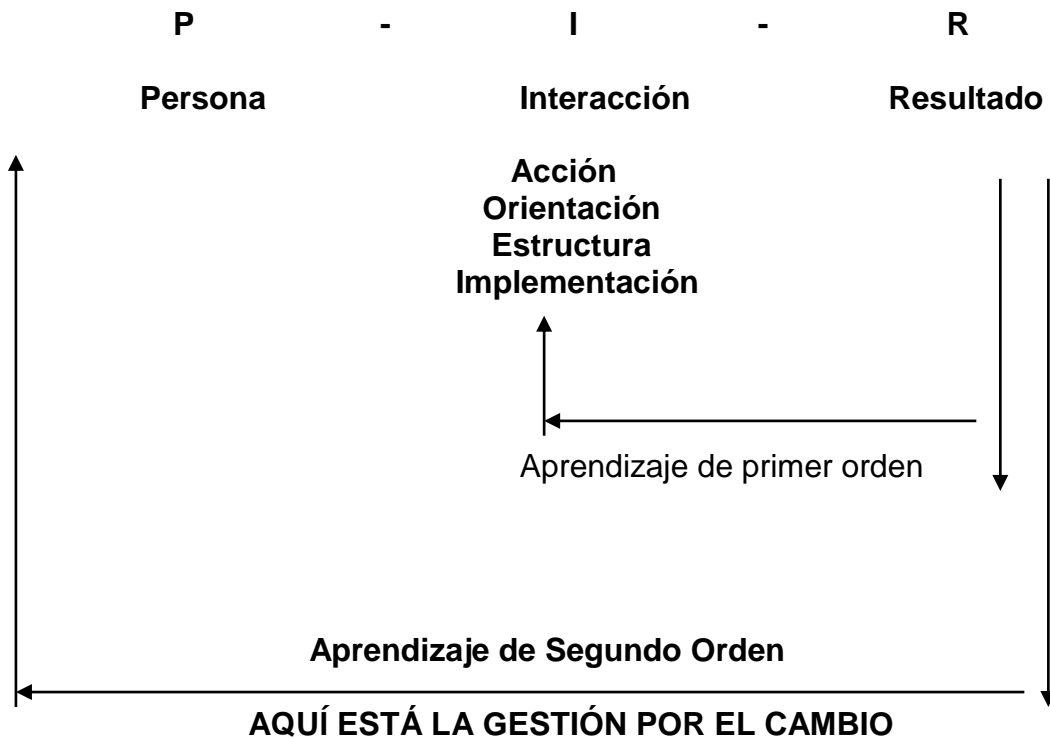 P - I - R
Persona Interacción Resultado
Acción
Orientación
Estructura
Implementación
Aprendizaje de primer orden
Aprendizaje de Segundo Orden
AQUÍ ESTÁ LA GESTIÓN POR EL CAMBIO